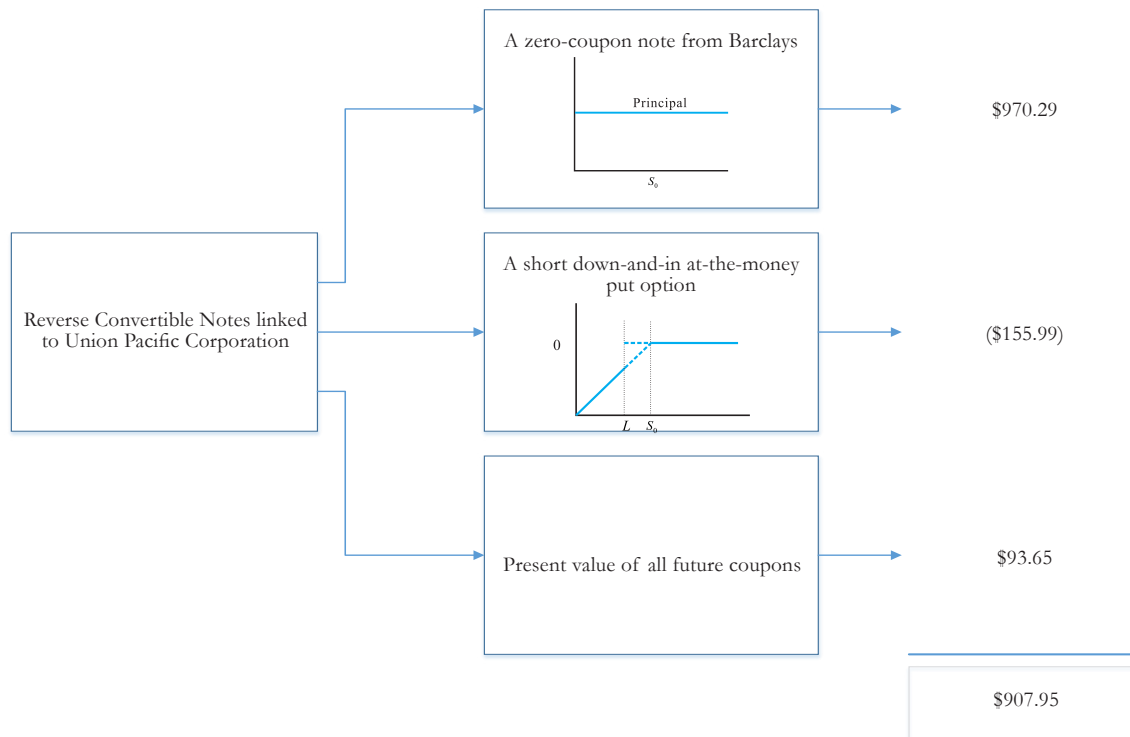 A zero-coupon note from Barclays
Principal
S₀
$970.29
Reverse Convertible Notes linked
to Union Pacific Corporation
A short down-and-in at-the-money
put option
0
L S₀
($155.99)
Present value of all future coupons
$93.65
$907.95